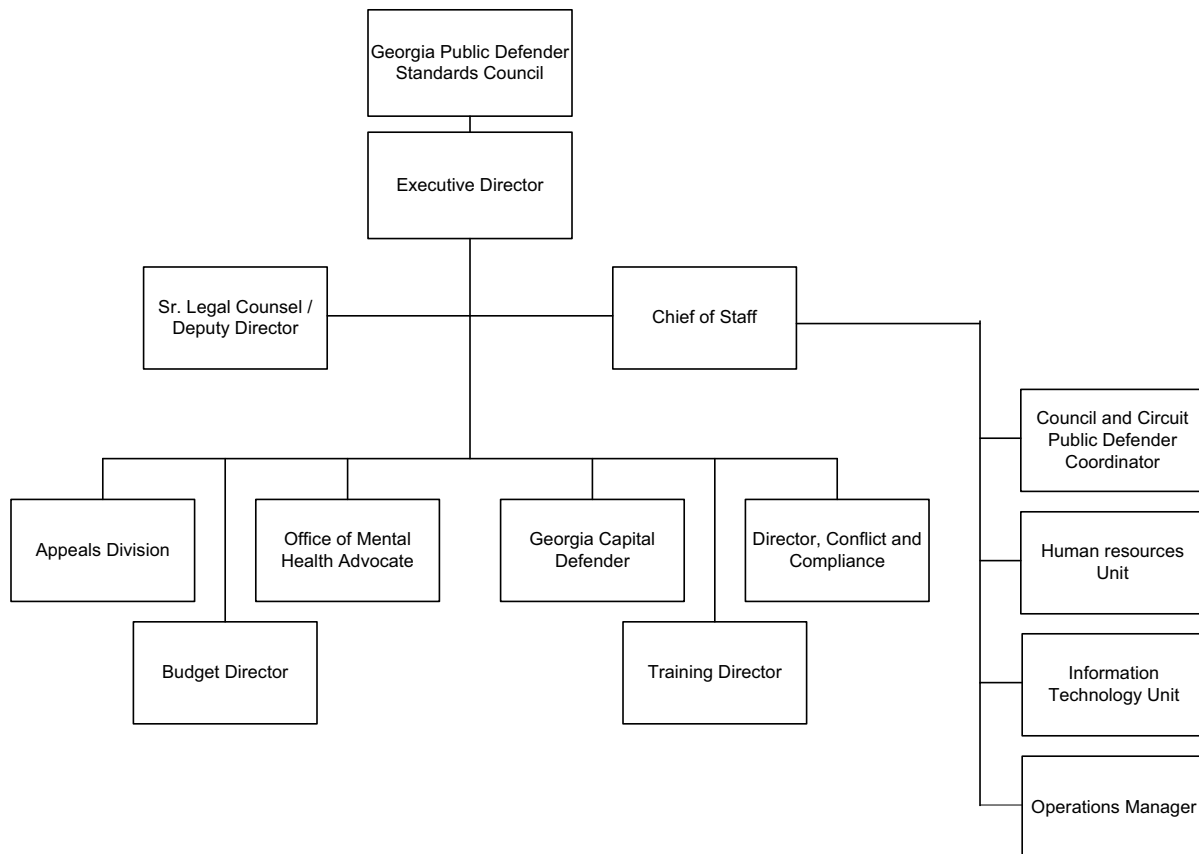 Georgia Public Defender
Standards Council
Executive Director
Sr. Legal Counsel /
Deputy Director
Chief of Staff
Council and Circuit
Public Defender
Coordinator
Appeals Division
Office of Mental
Health Advocate
Georgia Capital
Defender
Director, Conflict and
Compliance
Human resources
Unit
Budget Director
Training Director
Information
Technology Unit
Operations Manager